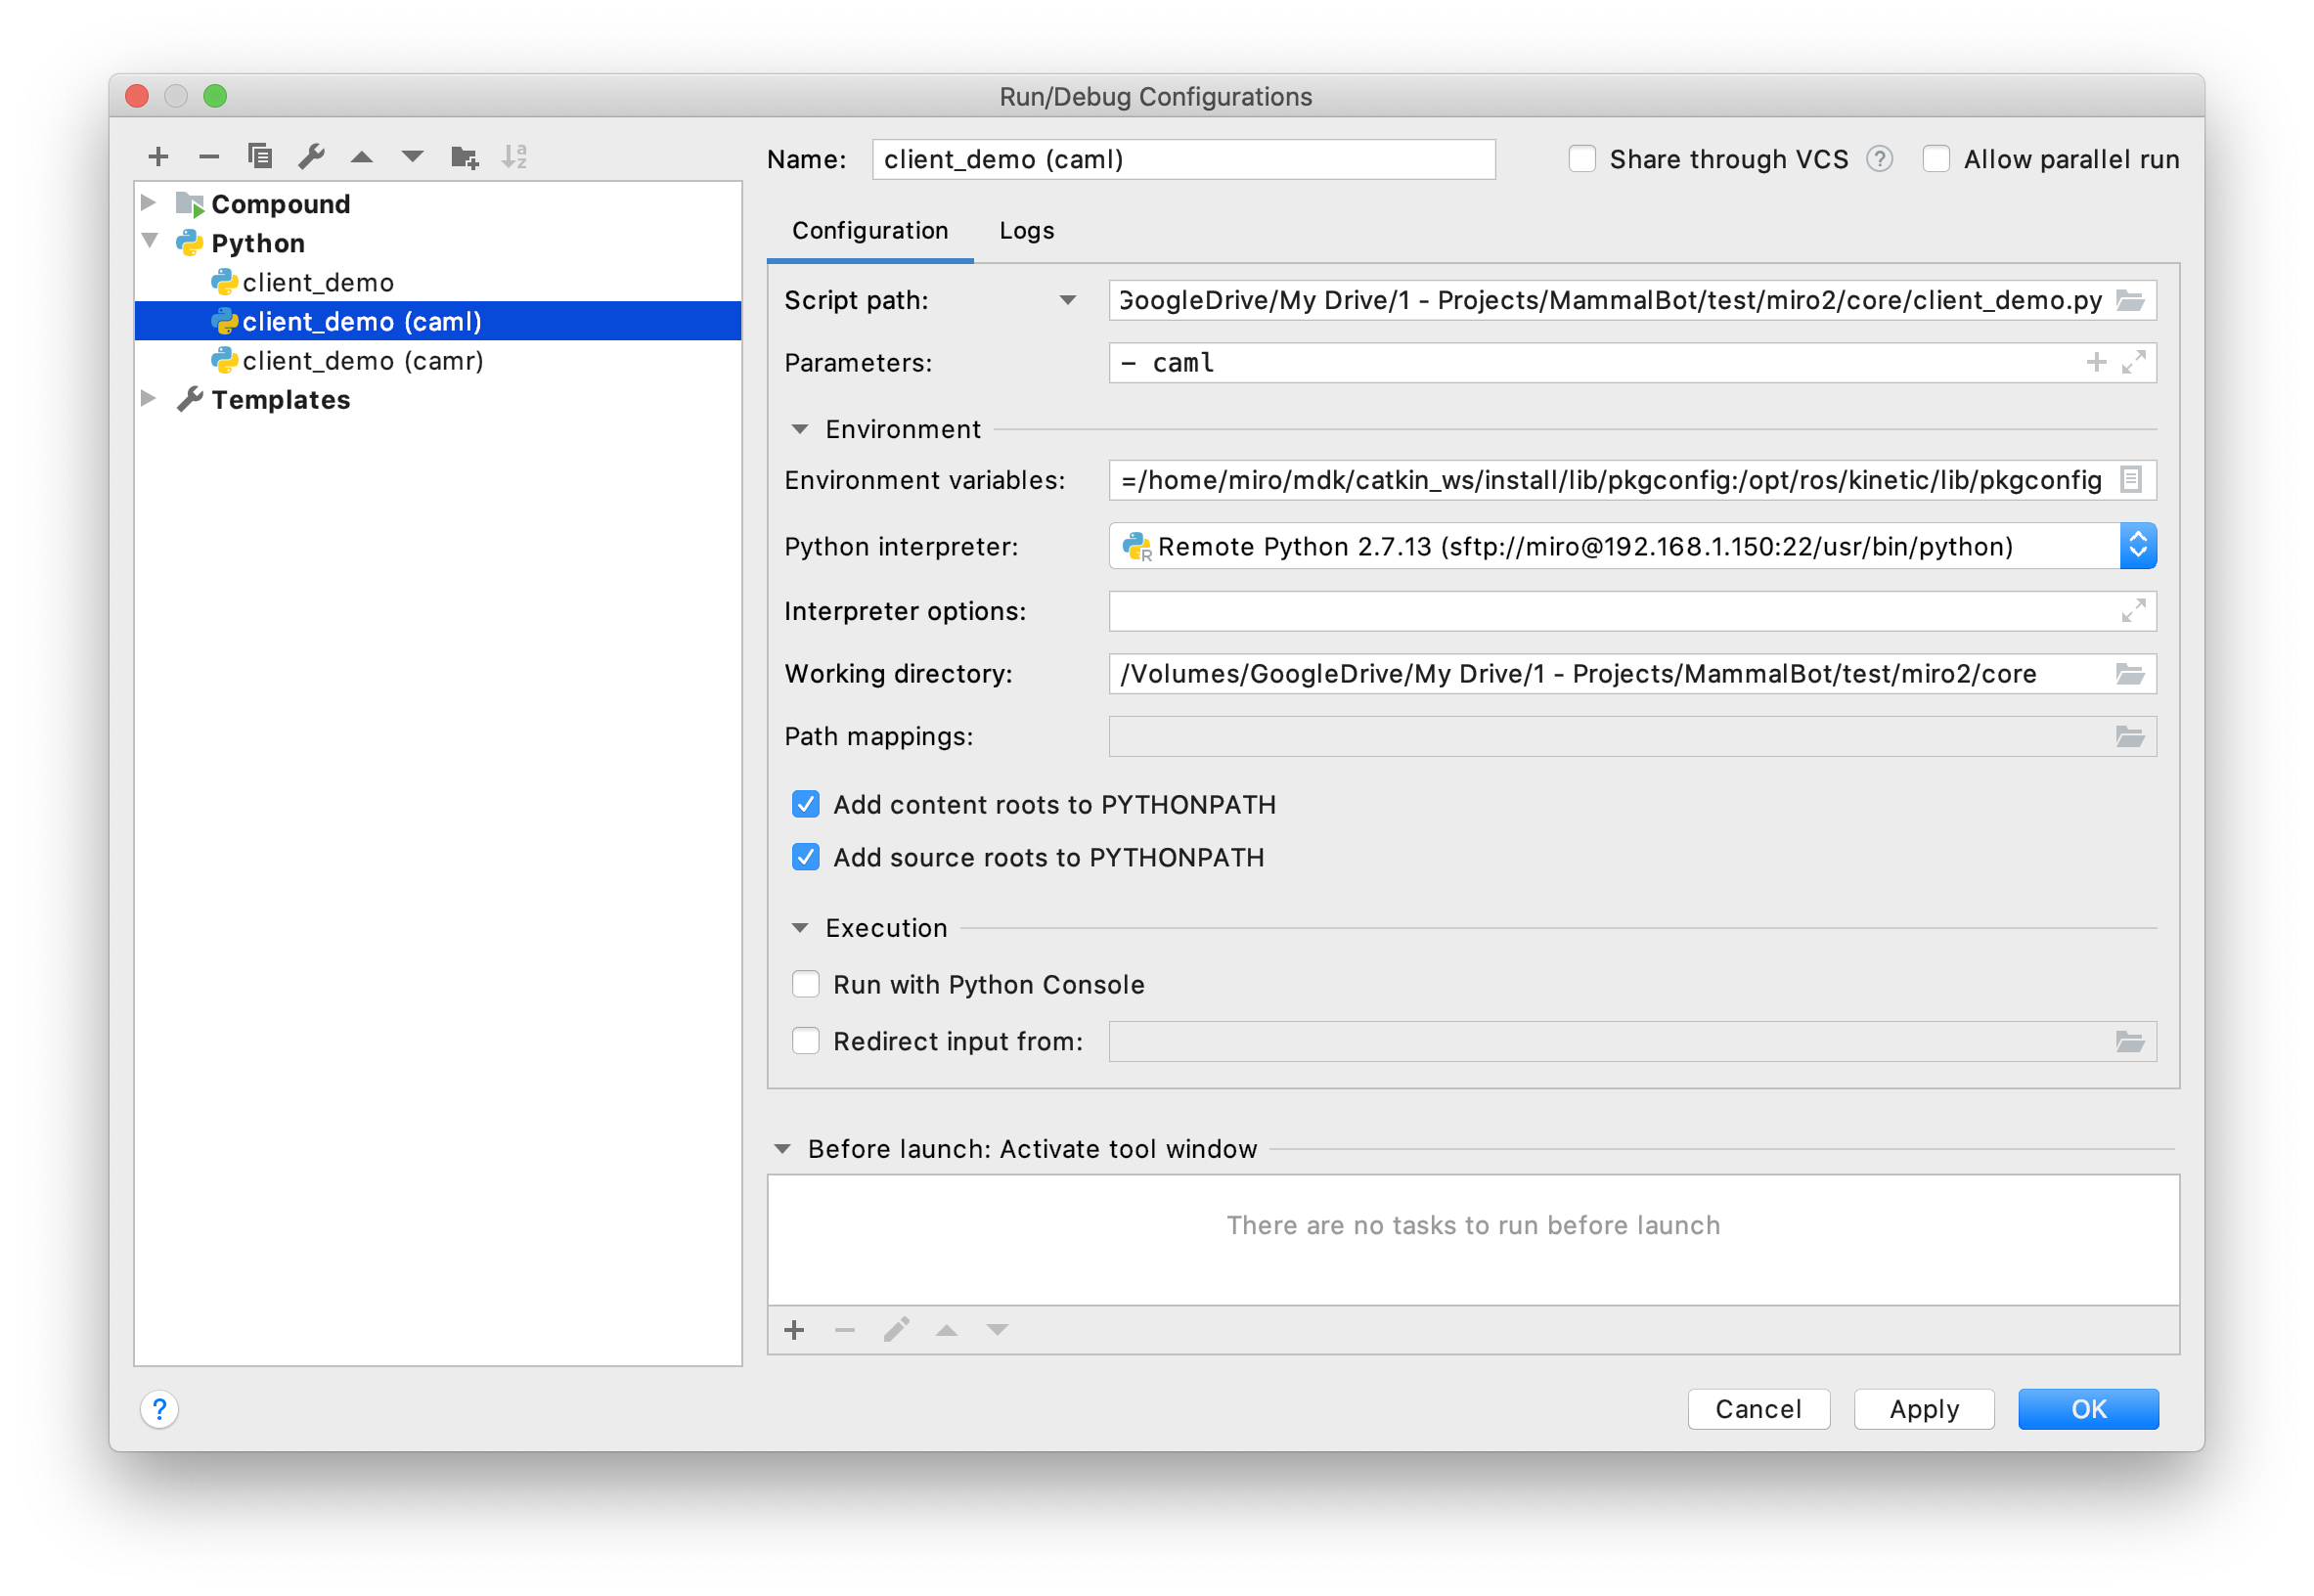 Run/Debug Configurations
Name: client_demo (caml) Share through VCS ? Allow parallel run
Compound
Python
client_demo
client_demo (caml)
client_demo (camr)
Templates
Configuration Logs
Script path: GoogleDrive/My Drive/1 - Projects/MammalBot/test/miro2/core/client_demo.py
Parameters: – caml
Environment
Environment variables: =/home/miro/mdk/catkin_ws/install/lib/pkgconfig:/opt/ros/kinetic/lib/pkgconfig
Python interpreter: Remote Python 2.7.13 (sftp://miro@192.168.1.150:22/usr/bin/python)
Interpreter options:
Working directory: /Volumes/GoogleDrive/My Drive/1 - Projects/MammalBot/test/miro2/core
Path mappings:
Add content roots to PYTHONPATH
Add source roots to PYTHONPATH
Execution
Run with Python Console
Redirect input from:
Before launch: Activate tool window
There are no tasks to run before launch
? Cancel Apply OK